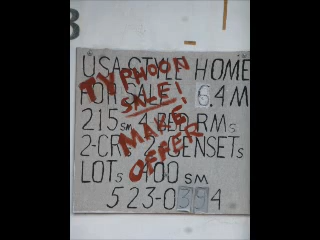 8
USA-STYLE HOME
FOR SALE 6.4M
215 SM 4 BED RMs
2-CR 2-GENSETs
LOTs 400 SM
523-0394
TYPHOON
SALE!
MAKE
OFFER